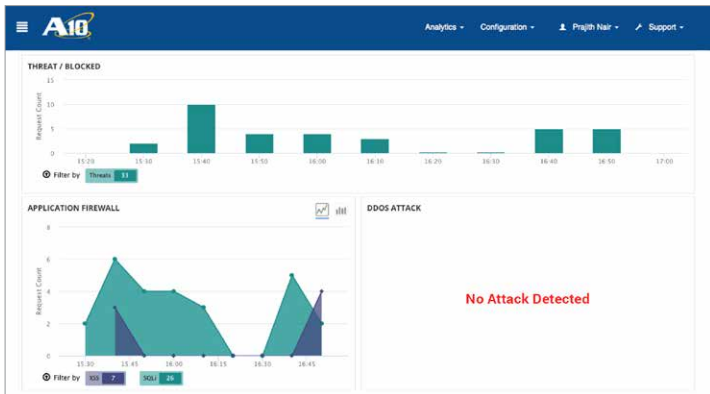 A10
Analytics
Configuration
Prajith Nair
Support
THREAT / BLOCKED
Request Count
15
10
5
0
15:20
15:30
15:40
15:50
16:00
16:10
16:20
16:30
16:40
16:50
17:00
Filter by
Threats 33
APPLICATION FIREWALL
Request Count
8
6
4
2
0
15:30
15:45
16:00
16:15
16:30
16:45
Filter by
7
SQLi 26
DDOS ATTACK
No Attack Detected